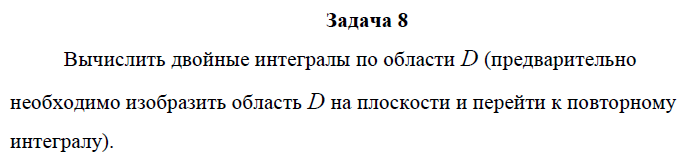 Задача 8
Вычислить двойные интегралы по области D (предварительно
необходимо изобразить область D на плоскости и перейти к повторному
интегралу).